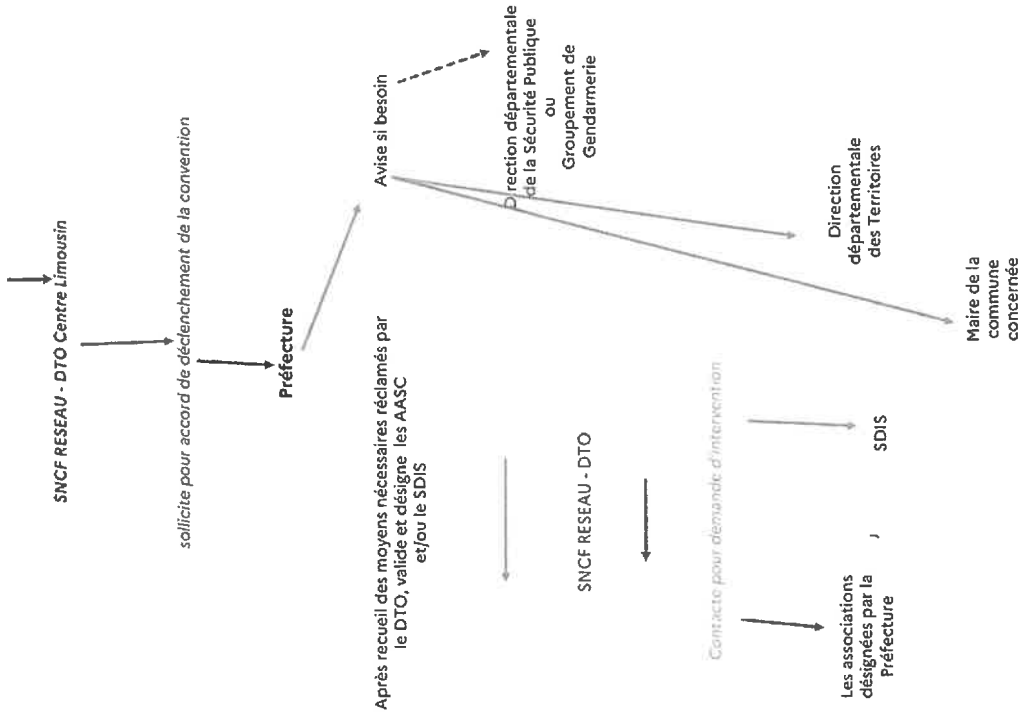 SNCF RESEAU - DTO Centre Limousin
sollicite pour accord de déclenchement de la convention
Préfecture
Après recueil des moyens nécessaires réclamés par
le DTO, valide et désigne les AASC
et/ou le SDIS
Avise si besoin
SNCF RESEAU - DTO
Direction départementale
de la Sécurité Publique
ou
Groupement de
Gendarmerie
Contacte pour demande d'intervention
Les associations
désignées par la
Préfecture
SDIS
Direction
départementale
des Territoires
Maire de la
commune
concernée